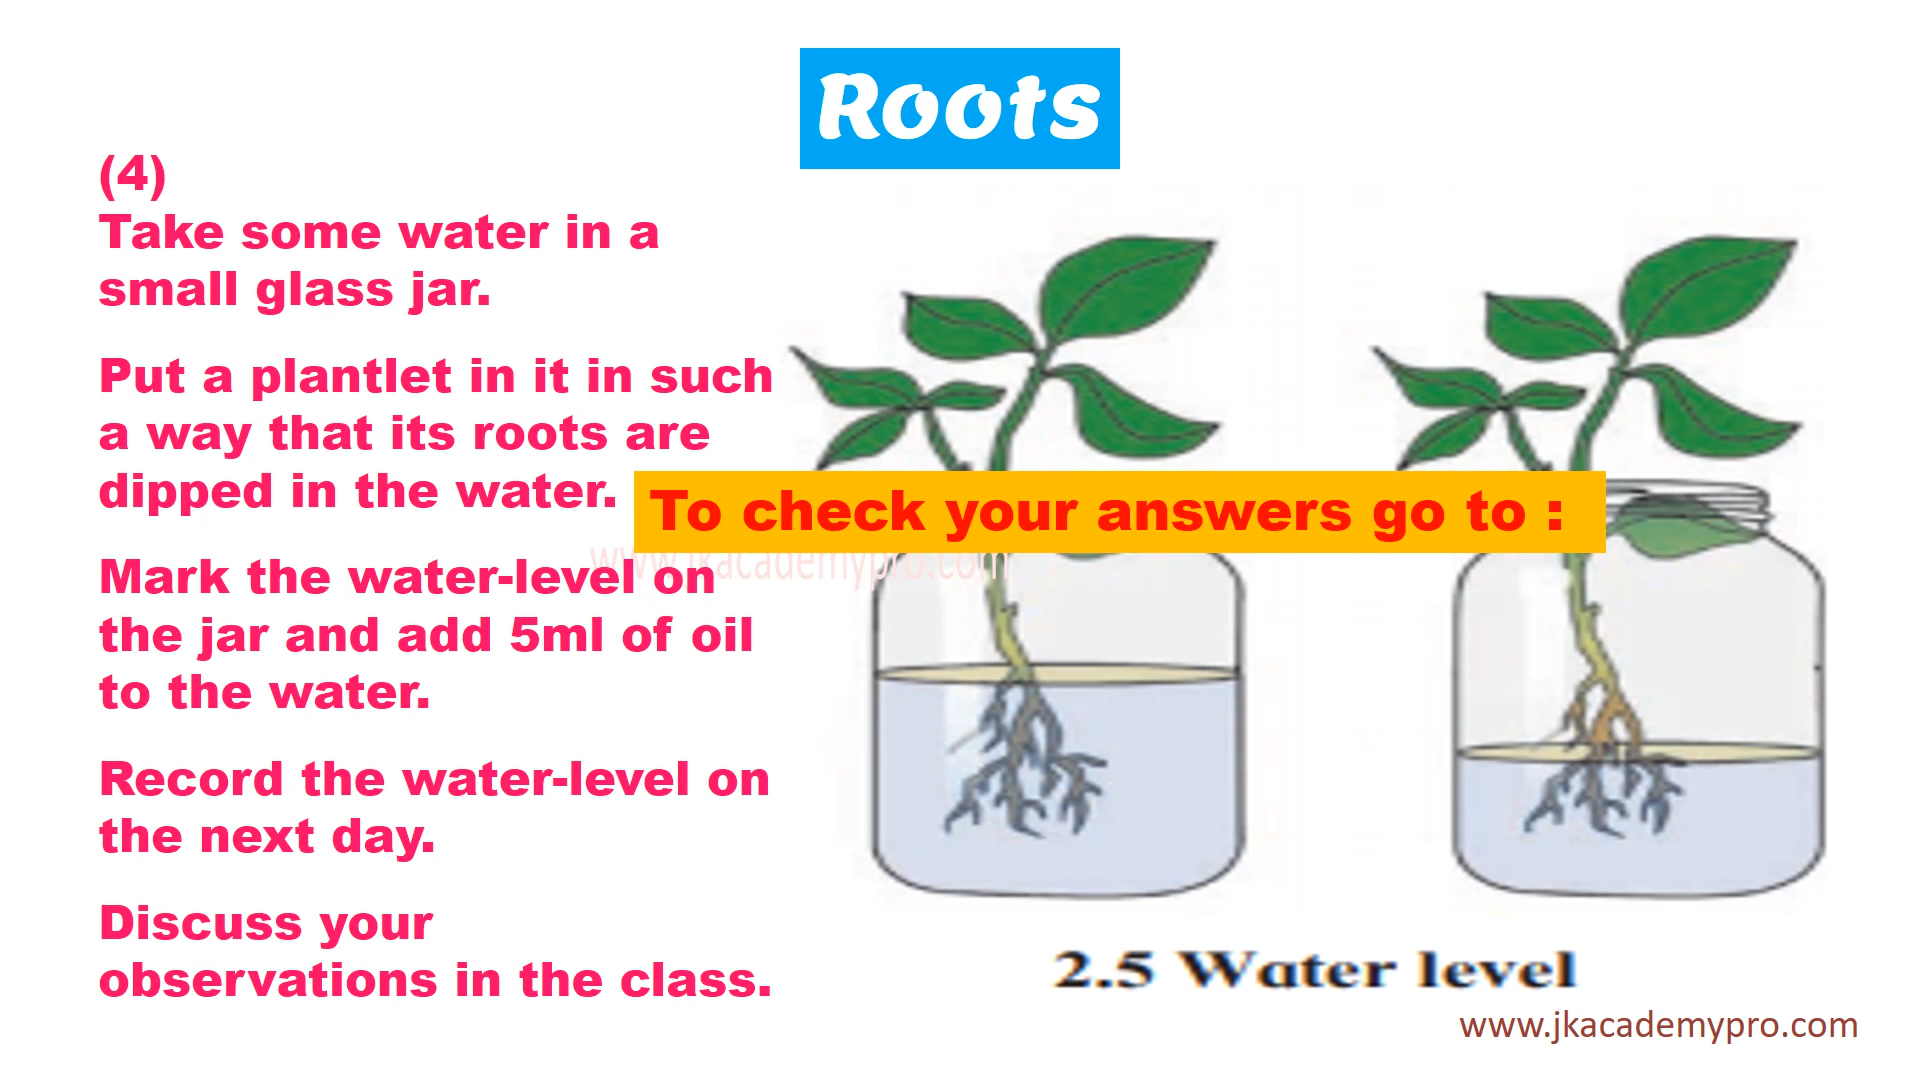 Roots
(4)
Take some water in a
small glass jar.
Put a plantlet in it in such
a way that its roots are
dipped in the water.
To check your answers go to :
www.jkacademypro.com
Mark the water-level on
the jar and add 5ml of oil
to the water.
Record the water-level on
the next day.
Discuss your
observations in the class.
2.5 Water level
www.jkacademypro.com